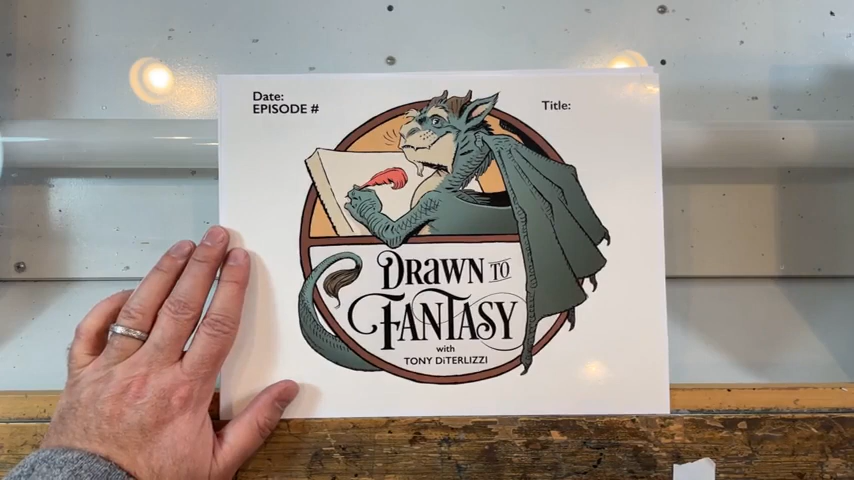 Date:
EPISODE #
Title:
DRAWN TO
FANTASY
with
TONY DiTERLIZZI